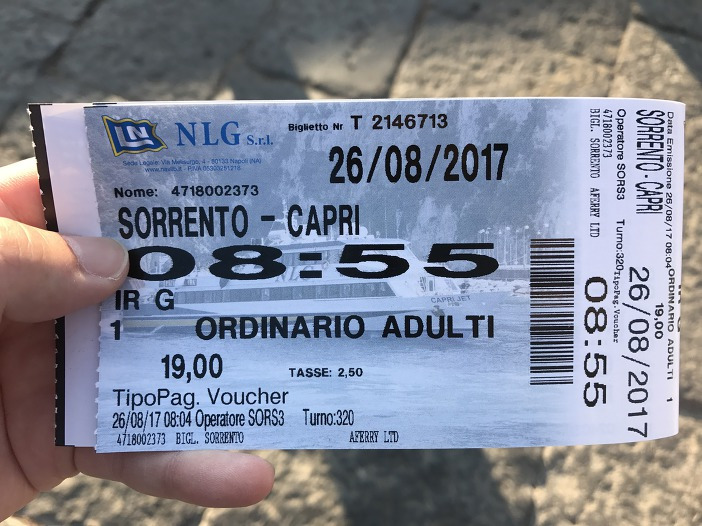 NLG S.r.l.
Biglietto Nr T 2146713
26/08/2017
Nome: 4718002373
SORRENTO - CAPRI
08:55
CAPRI JET
IR G
1 ORDINARIO ADULTI
19,00 TASSE: 2,50
TipoPag. Voucher
26/08/17 08:04 Operatore SORS3 Turno:320
4718002373 BIGL. SORRENTO AFERRY LTD
Data Emissione 26/08/17 08:04 ORDINARIO ADULTI 1
SORRENTO-CAPRI 19,00
26/08/2017
Operatore SORS3 Turno:320 TipoPag.Voucher
08:55
4718002373
BIGL. SORRENTO AFERRY LTD